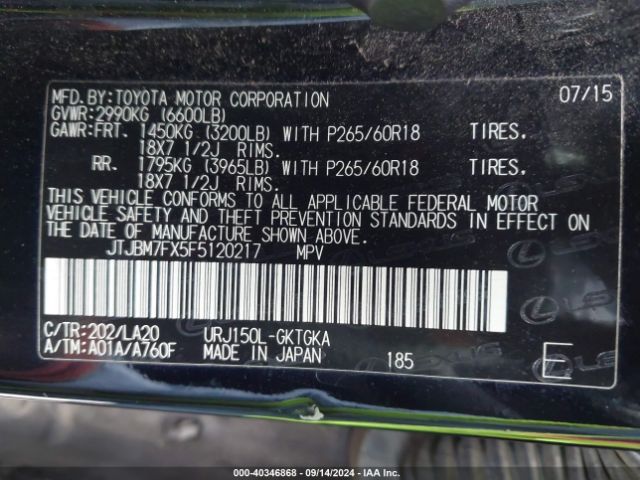 MFD.BY:TOYOTA MOTOR CORPORATION 07/15
GVWR:2990KG (6600LB)
GAWR:FRT. 1450KG (3200LB) WITH P265/60R18 TIRES.
18X7 1/2J RIMS.
RR. 1795KG (3965LB) WITH P265/60R18 TIRES.
18X7 1/2J RIMS.
THIS VEHICLE CONFORMS TO ALL APPLICABLE FEDERAL MOTOR
VEHICLE SAFETY AND THEFT PREVENTION STANDARDS IN EFFECT ON
THE DATE OF MANUFACTURE SHOWN ABOVE.
JTJBM7FX5F5120217 MPV
C/TR:202/LA20 URJ150L-GKTGKA
A/TM:A01A/A760F MADE IN JAPAN 185 E
LEXUS
000-40346868 - 09/14/2024 - IAA Inc.